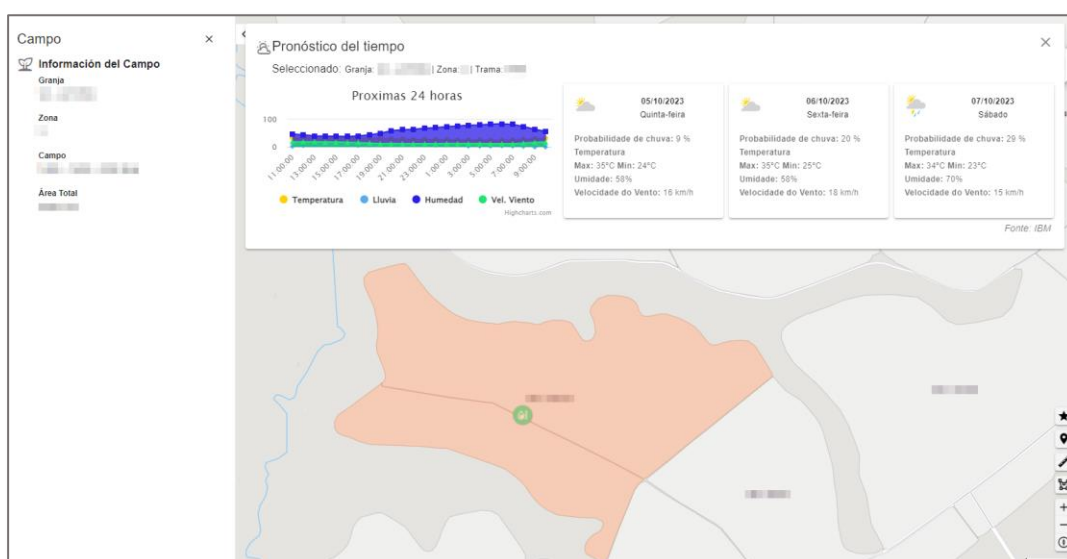 Campo ×
Información del Campo
Granja
Zona
Campo
Área Total
Pronóstico del tiempo
Seleccionado: Granja: | Zona: | Trama:
Proximas 24 horas
100
0
11:00:00 13:00:00 15:00:00 17:00:00 19:00:00 21:00:00 23:00:00 1:00:00 3:00:00 5:00:00 7:00:00 9:00:00
Temperatura Lluvia Humedad Vel. Viento
Highcharts.com
05/10/2023
Quinta-feira
Probabilidade de chuva: 9 %
Temperatura
Max: 35°C Min: 24°C
Umidade: 58%
Velocidade do Vento: 16 km/h
06/10/2023
Sexta-feira
Probabilidade de chuva: 20 %
Temperatura
Max: 35°C Min: 25°C
Umidade: 58%
Velocidade do Vento: 16 km/h
07/10/2023
Sábado
Probabilidade de chuva: 29 %
Temperatura
Max: 34°C Min: 23°C
Umidade: 70%
Velocidade do Vento: 15 km/h
Fonte: IBM